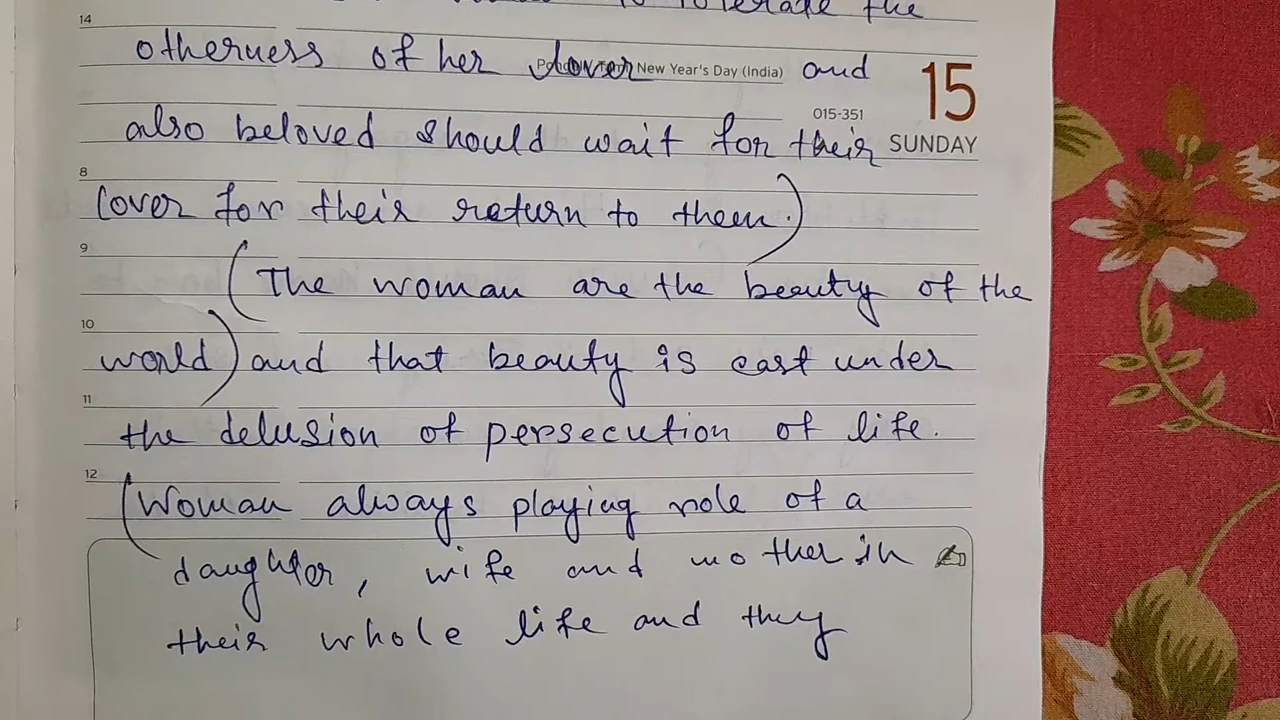 to tolerate the
14
otherness of her lover and
New Year's Day (India)
15
015-351
also beloved should wait for their
SUNDAY
8
lover for their return to them.)
9
(The woman are the beauty of the
10
world) and that beauty is cast under
11
the delusion of persecution of life.
12
(Woman always playing role of a
daughter, wife and mother in
their whole life and they